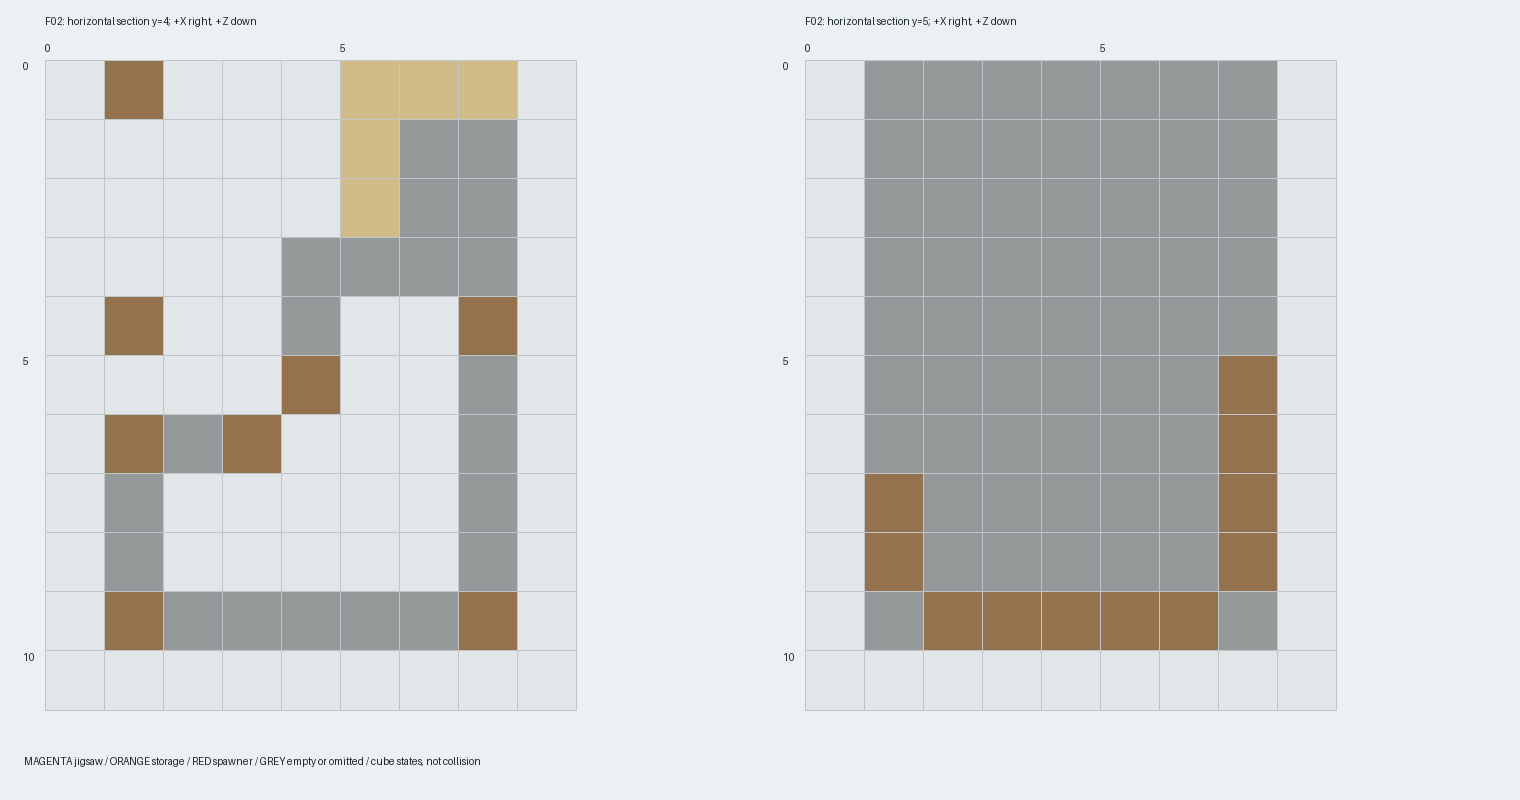 F02: horizontal section y=4; +X right, +Z down
F02: horizontal section y=5; +X right, +Z down
0 5
0 5
0
5
10
0
5
10
MAGENTA jigsaw / ORANGE storage / RED spawner / GREY empty or omitted / cube states, not collision